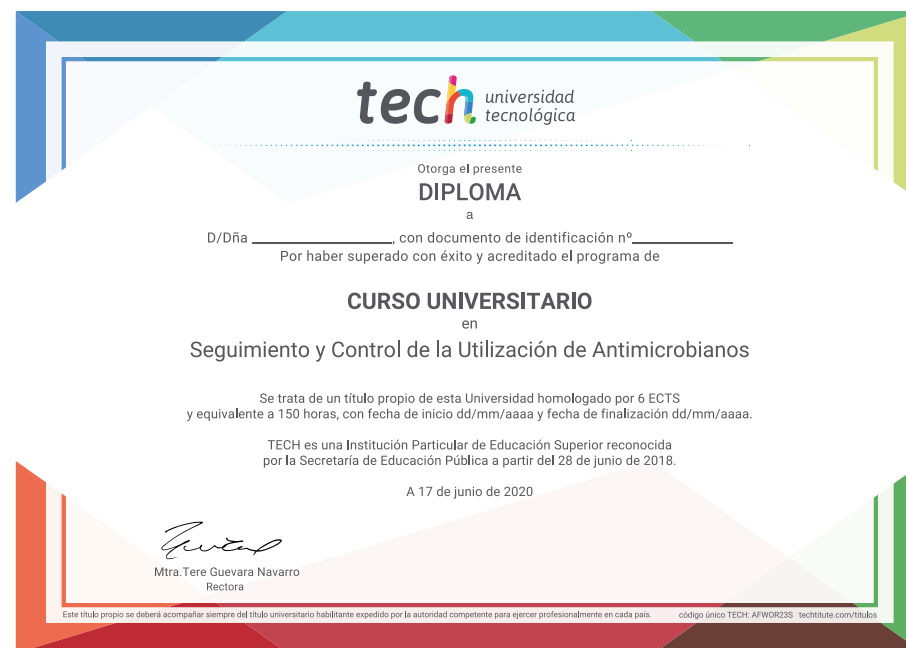 tech universidad
tecnológica
Otorga el presente
DIPLOMA
a
D/Dña ____________________, con documento de identificación nº______________
Por haber superado con éxito y acreditado el programa de
CURSO UNIVERSITARIO
en
Seguimiento y Control de la Utilización de Antimicrobianos
Se trata de un título propio de esta Universidad homologado por 6 ECTS
y equivalente a 150 horas, con fecha de inicio dd/mm/aaaa y fecha de finalización dd/mm/aaaa.
TECH es una Institución Particular de Educación Superior reconocida
por la Secretaría de Educación Pública a partir del 28 de junio de 2018.
A 17 de junio de 2020
Mtra.Tere Guevara Navarro
Rectora
Este título propio se deberá acompañar siempre del título universitario habilitante expedido por la autoridad competente para ejercer profesionalmente en cada país. código único TECH: AFWOR23S techtitute.com/titulos